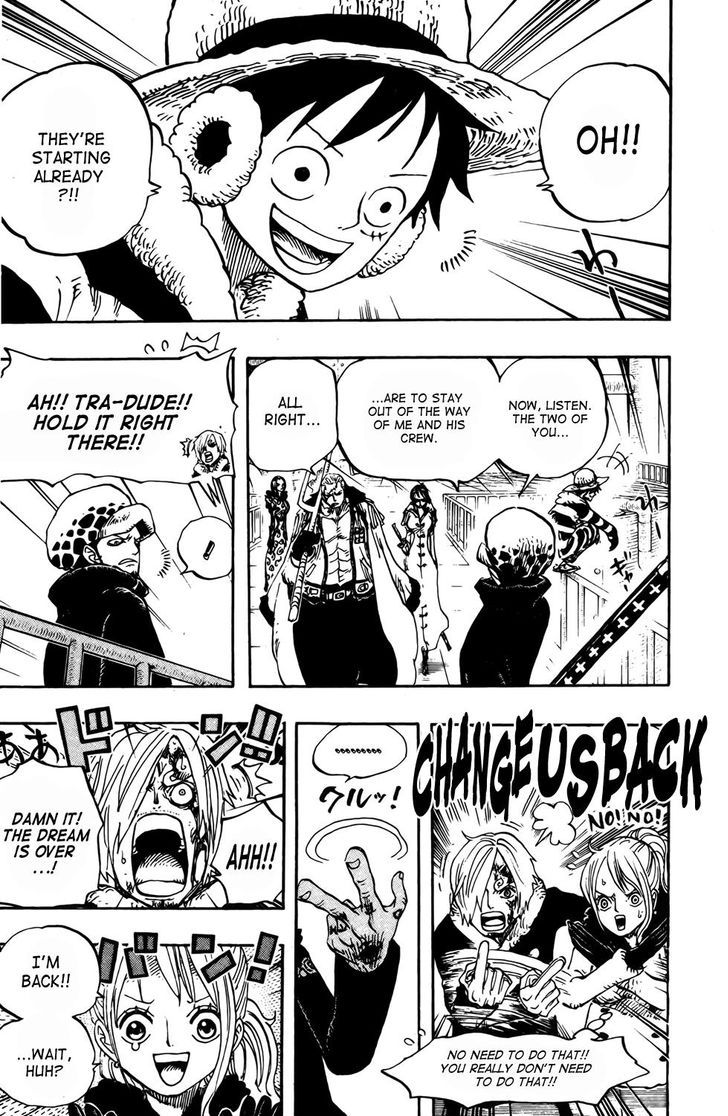 OH!!
THEY'RE
STARTING
ALREADY
?!!
NOW, LISTEN.
THE TWO OF
YOU...
...ARE TO STAY
OUT OF THE WAY
OF ME AND HIS
CREW.
ALL
RIGHT...
AH!! TRA-DUDE!!
HOLD IT RIGHT
THERE!!
!
CHANGE US BACK
NO! NO!
NO NEED TO DO THAT!!
YOU REALLY DON'T NEED
TO DO THAT!!
..........
クルッ!
AHH!!
DAMN IT!
THE DREAM
IS OVER
...!
ああ
I'M
BACK!!
...WAIT,
HUH?